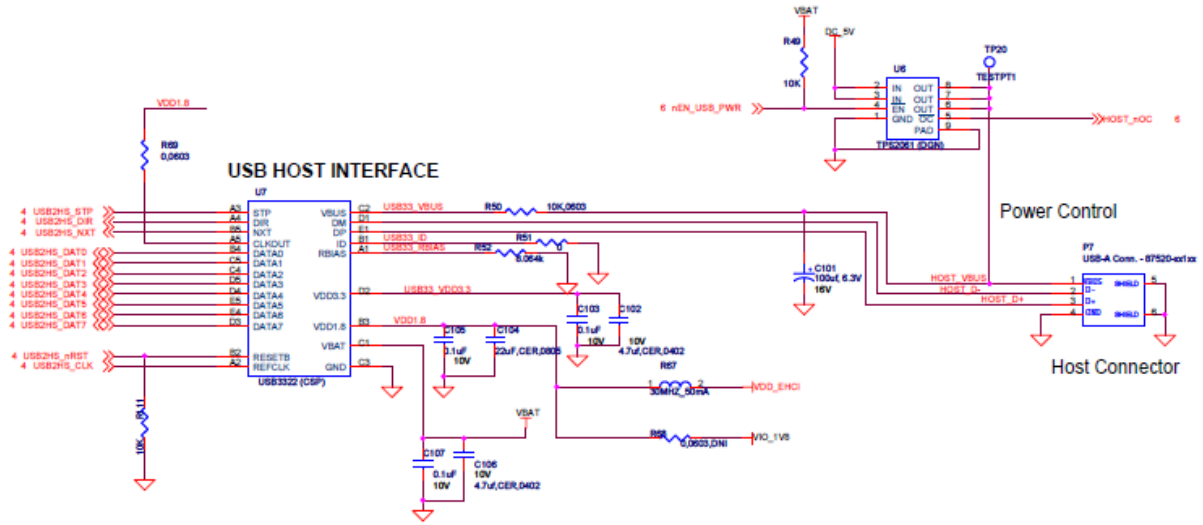 VBAT
DC_5V
R49
10K
TP20
TESTPT1
U6
2 IN OUT 8
3 IN OUT 7
4 EN OUT 6
1 GND OC 5
PAD 9
TPS2061 (DGN)
6 nEN_USB_PWR
HOST_nOC 6
VDD1.8
R69
0,0603
USB HOST INTERFACE
U7
4 USB2HS_STP A3 STP
4 USB2HS_DIR A4 DIR
4 USB2HS_NXT B5 NXT
A5 CLKOUT
4 USB2HS_DAT0 B4 DATA0
4 USB2HS_DAT1 C5 DATA1
4 USB2HS_DAT2 C4 DATA2
4 USB2HS_DAT3 D5 DATA3
4 USB2HS_DAT4 D4 DATA4
4 USB2HS_DAT5 E5 DATA5
4 USB2HS_DAT6 E4 DATA6
4 USB2HS_DAT7 D3 DATA7
4 USB2HS_nRST B2 RESETB
4 USB2HS_CLK A2 REFCLK
USB3322 (CSP)
VBUS C2 USB33_VBUS
DM D1
DP E1
ID B1 USB33_ID
RBIAS A1 USB33_RBIAS
VDD3.3 D2 USB33_VDD3.3
VDD1.8 B3 VDD1.8
VBAT C1
GND C3
R50
10K,0603
R51
0
R52
8.064k
R111
10K
C101
100uf, 6.3V
16V
Power Control
P7
USB-A Conn. - 87520-xx1xx
HOST_VBUS 1 VBUS SHIELD 5
HOST_D- 2 D-
HOST_D+ 3 D+
4 GND SHIELD 6
Host Connector
C103
0.1uF
10V
C102
10V
4.7uf,CER,0402
C105
0.1uF
10V
C104
22uF,CER,0805
R67
1 2
30MHZ_50mA
VDD_EHCI
R68
0,0603,DNI
VIO_1V8
VBAT
C107
0.1uF
10V
C106
10V
4.7uf,CER,0402